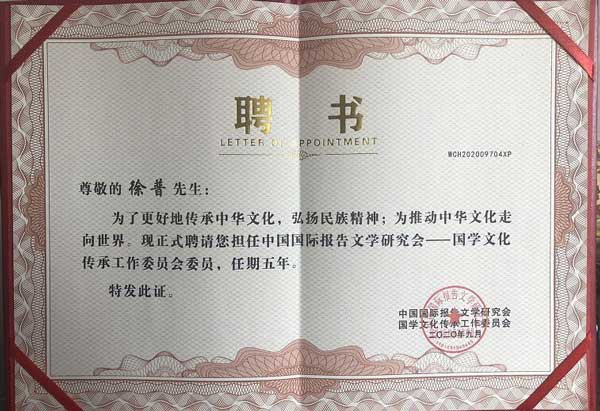 聘 书
LETTER OF APPOINTMENT
WCH202009704XP
尊敬的 徐普 先生：
为了更好地传承中华文化，弘扬民族精神；为推动中华文化走
向世界。现正式聘请您担任中国国际报告文学研究会——国学文化
传承工作委员会委员，任期五年。
特发此证。
中国国际报告文学研究会
国学文化传承工作委员会
二〇二〇年九月